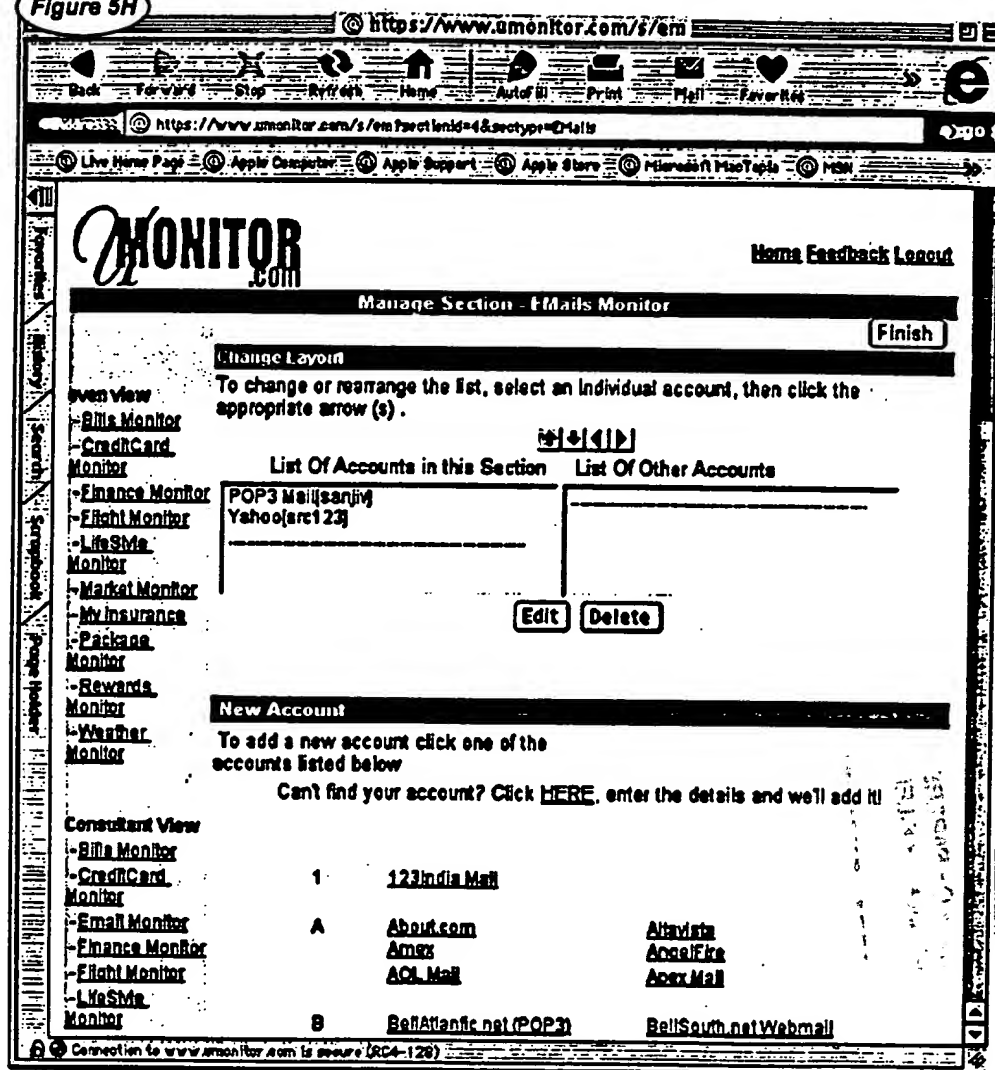 Figure 5H
@ https://www.umonitor.com/s/em
Back Forward Stop Refresh Home AutoFill Print Mail Favorites
@ https://www.umonitor.com/s/em?sectionId=4&sectype=EMails
Live Home Page Apple Computer Apple Support Apple Store Microsoft MacTopia MSN
Favorites
History
Search
Scrapbook
Page Holder
UMONITOR
.com
Home Feedback Logout
Manage Section - EMails Monitor
Finish
Change Layout
To change or rearrange the list, select an individual account, then click the
appropriate arrow (s) .
List Of Accounts in this Section List Of Other Accounts
POP3 Mail[sanjiv]
Yahoo[src123]
Edit Delete
New Account
To add a new account click one of the
accounts listed below
Can't find your account? Click HERE, enter the details and we'll add it!
1 123India Mail
A About.com Altavista
Amex AngelFire
AOL Mail Apex Mail
B BellAtlantic.net (POP3) BellSouth.net Webmail
even view
-Bills Monitor
-CreditCard
Monitor
-Finance Monitor
-Flight Monitor
-LifeStyle
Monitor
-Market Monitor
-My insurance
-Package
Monitor
-Rewards
Monitor
-Weather
Monitor
Consultant View
-Bills Monitor
-CreditCard
Monitor
-Email Monitor
-Finance Monitor
-Flight Monitor
-LifeStyle
Monitor
Connection to www.umonitor.com is secure (RC4-128)